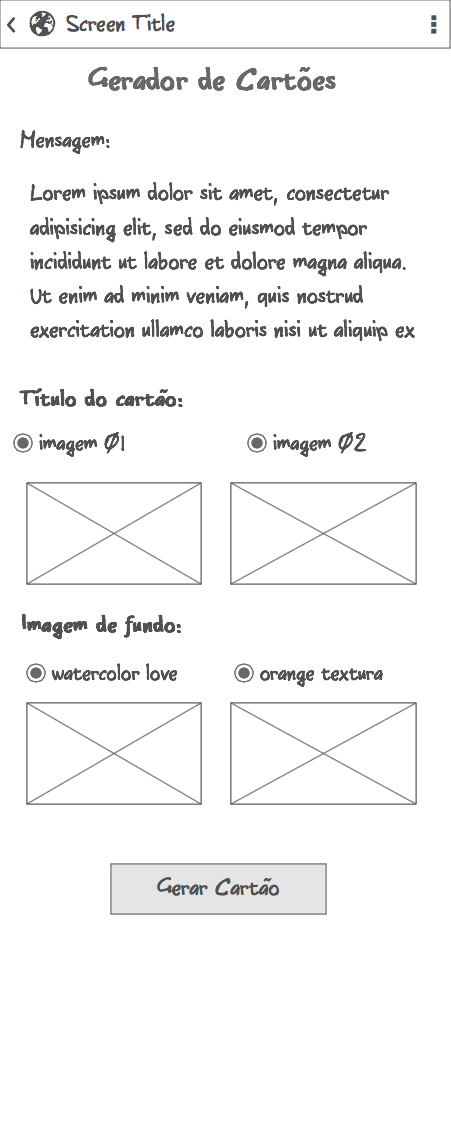 Screen Title
Gerador de Cartões
Mensagem:
Lorem ipsum dolor sit amet, consectetur
adipisicing elit, sed do eiusmod tempor
incididunt ut labore et dolore magna aliqua.
Ut enim ad minim veniam, quis nostrud
exercitation ullamco laboris nisi ut aliquip ex
Título do cartão:
imagem 01 imagem 02
Imagem de fundo:
watercolor love orange textura
Gerar Cartão